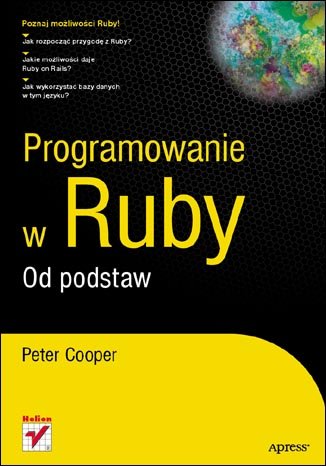 Poznaj możliwości Ruby!
Jak rozpocząć przygodę z Ruby?
Jakie możliwości daje
Ruby on Rails?
Jak wykorzystać bazy danych
w tym języku?
Programowanie
w Ruby
Od podstaw
Peter Cooper
Helion
Apress®